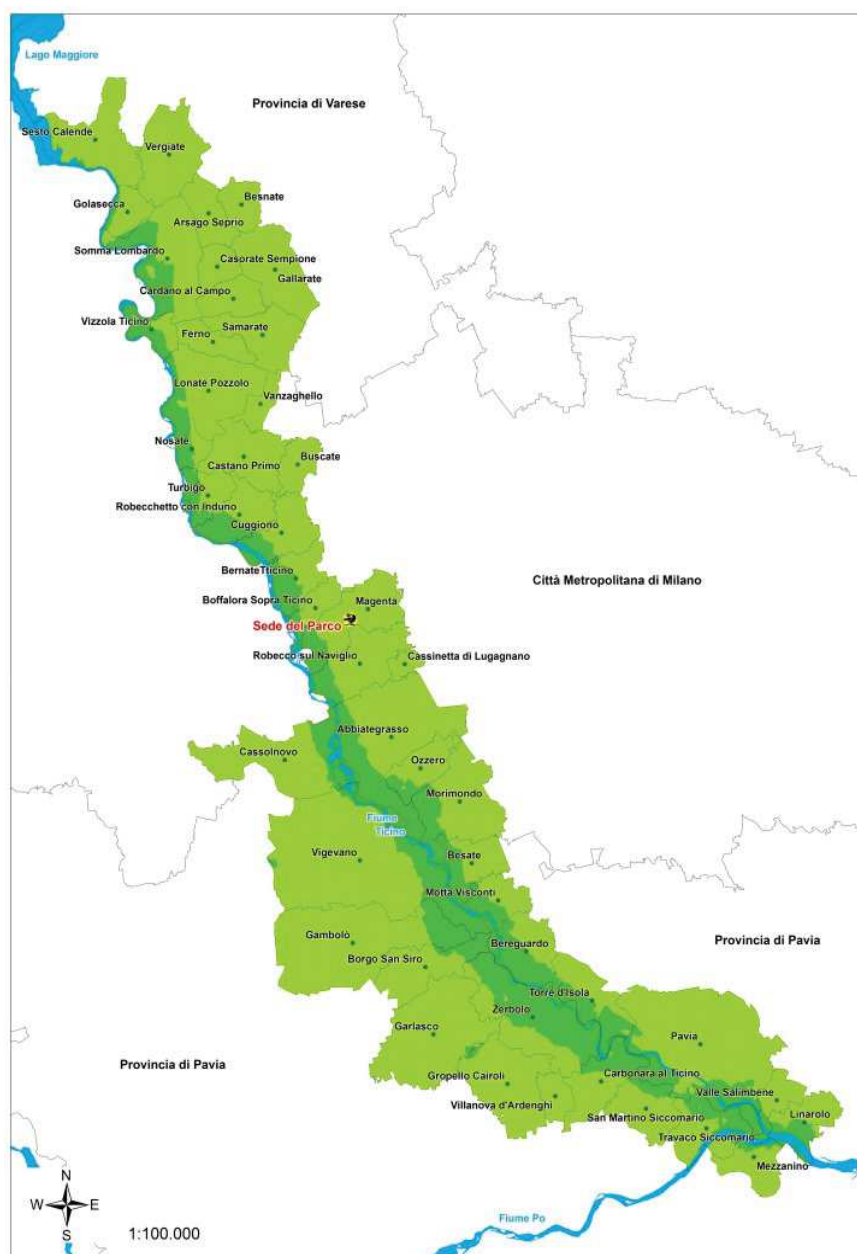 Lago Maggiore
Provincia di Varese
Sesto Calende
Vergiate
Besnate
Golasecca
Arsago Seprio
Somma Lombardo
Casorate Sempione
Gallarate
Cardano al Campo
Vizzola Ticino
Samarate
Ferno
Lonate Pozzolo
Vanzaghello
Nosate
Buscate
Castano Primo
Turbigo
Robecchetto con Induno
Cuggiono
Bernate Tticino
Città Metropolitana di Milano
Boffalora Sopra Ticino
Magenta
Sede del Parco
Robecco sul Naviglio
Cassinetta di Lugagnano
Abbiategrasso
Cassolnovo
Ozzero
Morimondo
Fiume
Ticino
Vigevano
Besate
Motta Visconti
Gambolò
Bereguardo
Provincia di Pavia
Borgo San Siro
Torre d'Isola
Zerbolo
Garlasco
Pavia
Provincia di Pavia
Gropello Cairoli
Carbonara al Ticino
Villanova d'Ardenghi
Valle Salimbene
San Martino Siccomario
Linarolo
Travaco Siccomario
Mezzanino
N
W E
S
1:100.000
Fiume Po